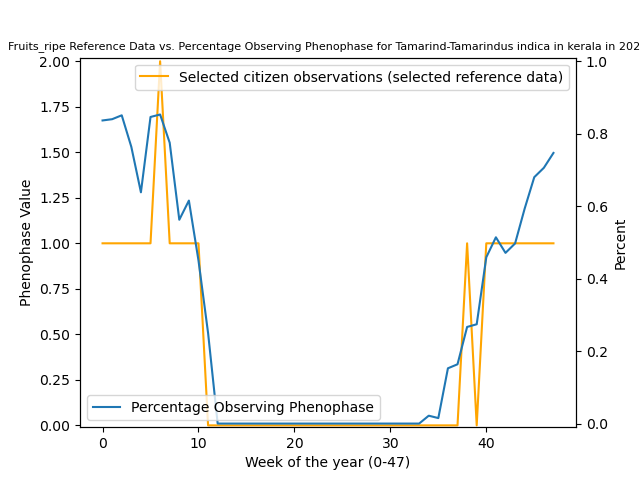 Fruits_ripe Reference Data vs. Percentage Observing Phenophase for Tamarind-Tamarindus indica in kerala in 202
2.00
1.75
1.50
1.25
1.00
0.75
0.50
0.25
0.00
Phenophase Value
Selected citizen observations (selected reference data)
Percentage Observing Phenophase
1.0
0.8
0.6
0.4
0.2
0.0
Percent
0 10 20 30 40
Week of the year (0-47)